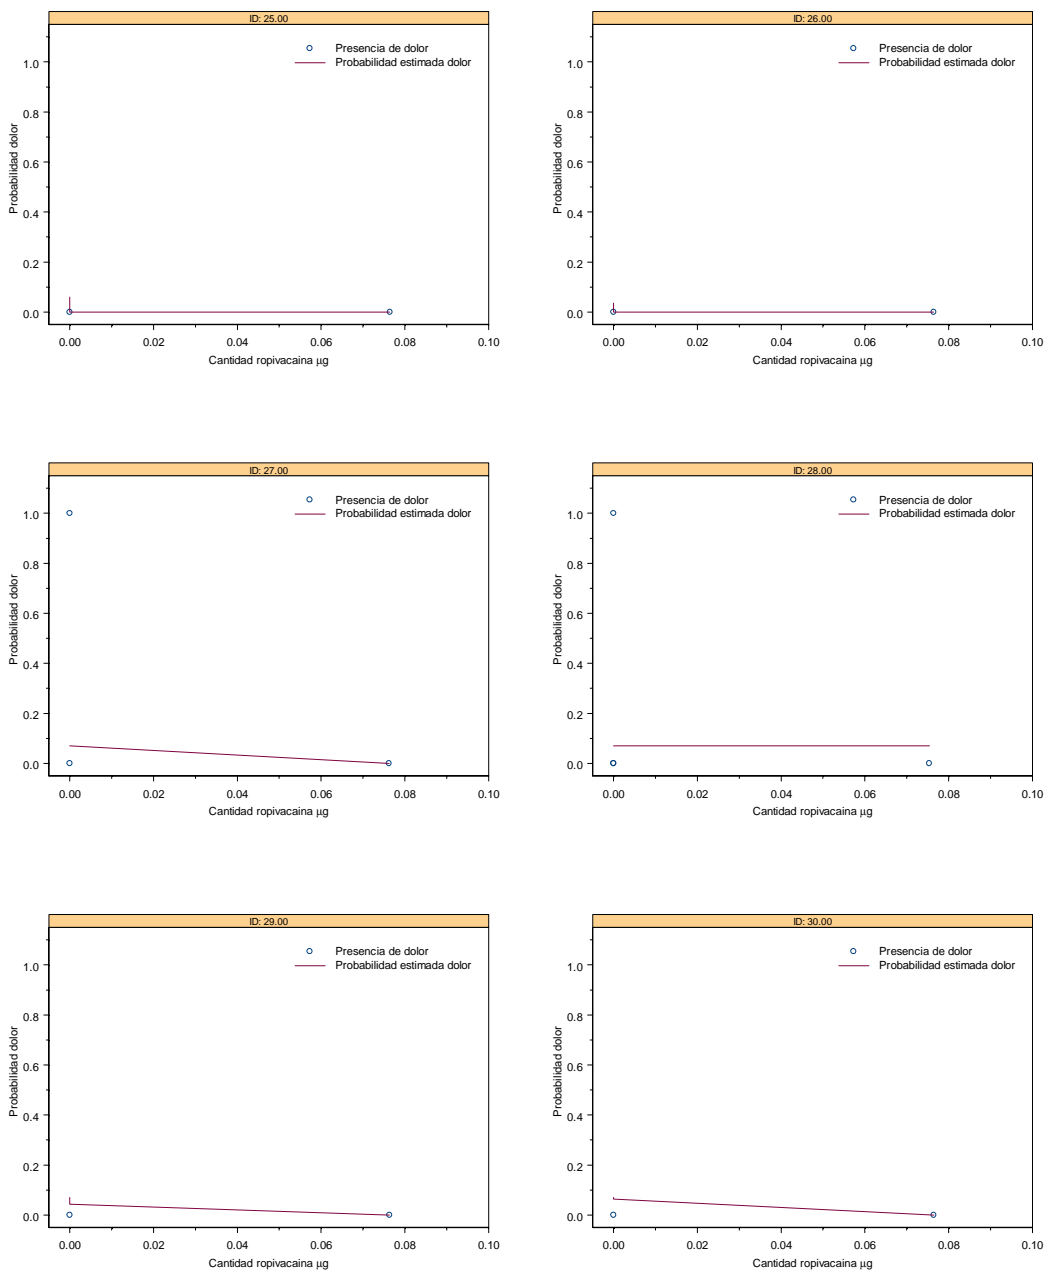 ID: 25.00
Presencia de dolor
Probabilidad estimada dolor
Probabilidad dolor
1.0
0.8
0.6
0.4
0.2
0.0
0.00 0.02 0.04 0.06 0.08 0.10
Cantidad ropivacaina µg
ID: 26.00
Presencia de dolor
Probabilidad estimada dolor
Probabilidad dolor
1.0
0.8
0.6
0.4
0.2
0.0
0.00 0.02 0.04 0.06 0.08 0.10
Cantidad ropivacaina µg
ID: 27.00
Presencia de dolor
Probabilidad estimada dolor
Probabilidad dolor
1.0
0.8
0.6
0.4
0.2
0.0
0.00 0.02 0.04 0.06 0.08 0.10
Cantidad ropivacaina µg
ID: 28.00
Presencia de dolor
Probabilidad estimada dolor
Probabilidad dolor
1.0
0.8
0.6
0.4
0.2
0.0
0.00 0.02 0.04 0.06 0.08 0.10
Cantidad ropivacaina µg
ID: 29.00
Presencia de dolor
Probabilidad estimada dolor
Probabilidad dolor
1.0
0.8
0.6
0.4
0.2
0.0
0.00 0.02 0.04 0.06 0.08 0.10
Cantidad ropivacaina µg
ID: 30.00
Presencia de dolor
Probabilidad estimada dolor
Probabilidad dolor
1.0
0.8
0.6
0.4
0.2
0.0
0.00 0.02 0.04 0.06 0.08 0.10
Cantidad ropivacaina µg